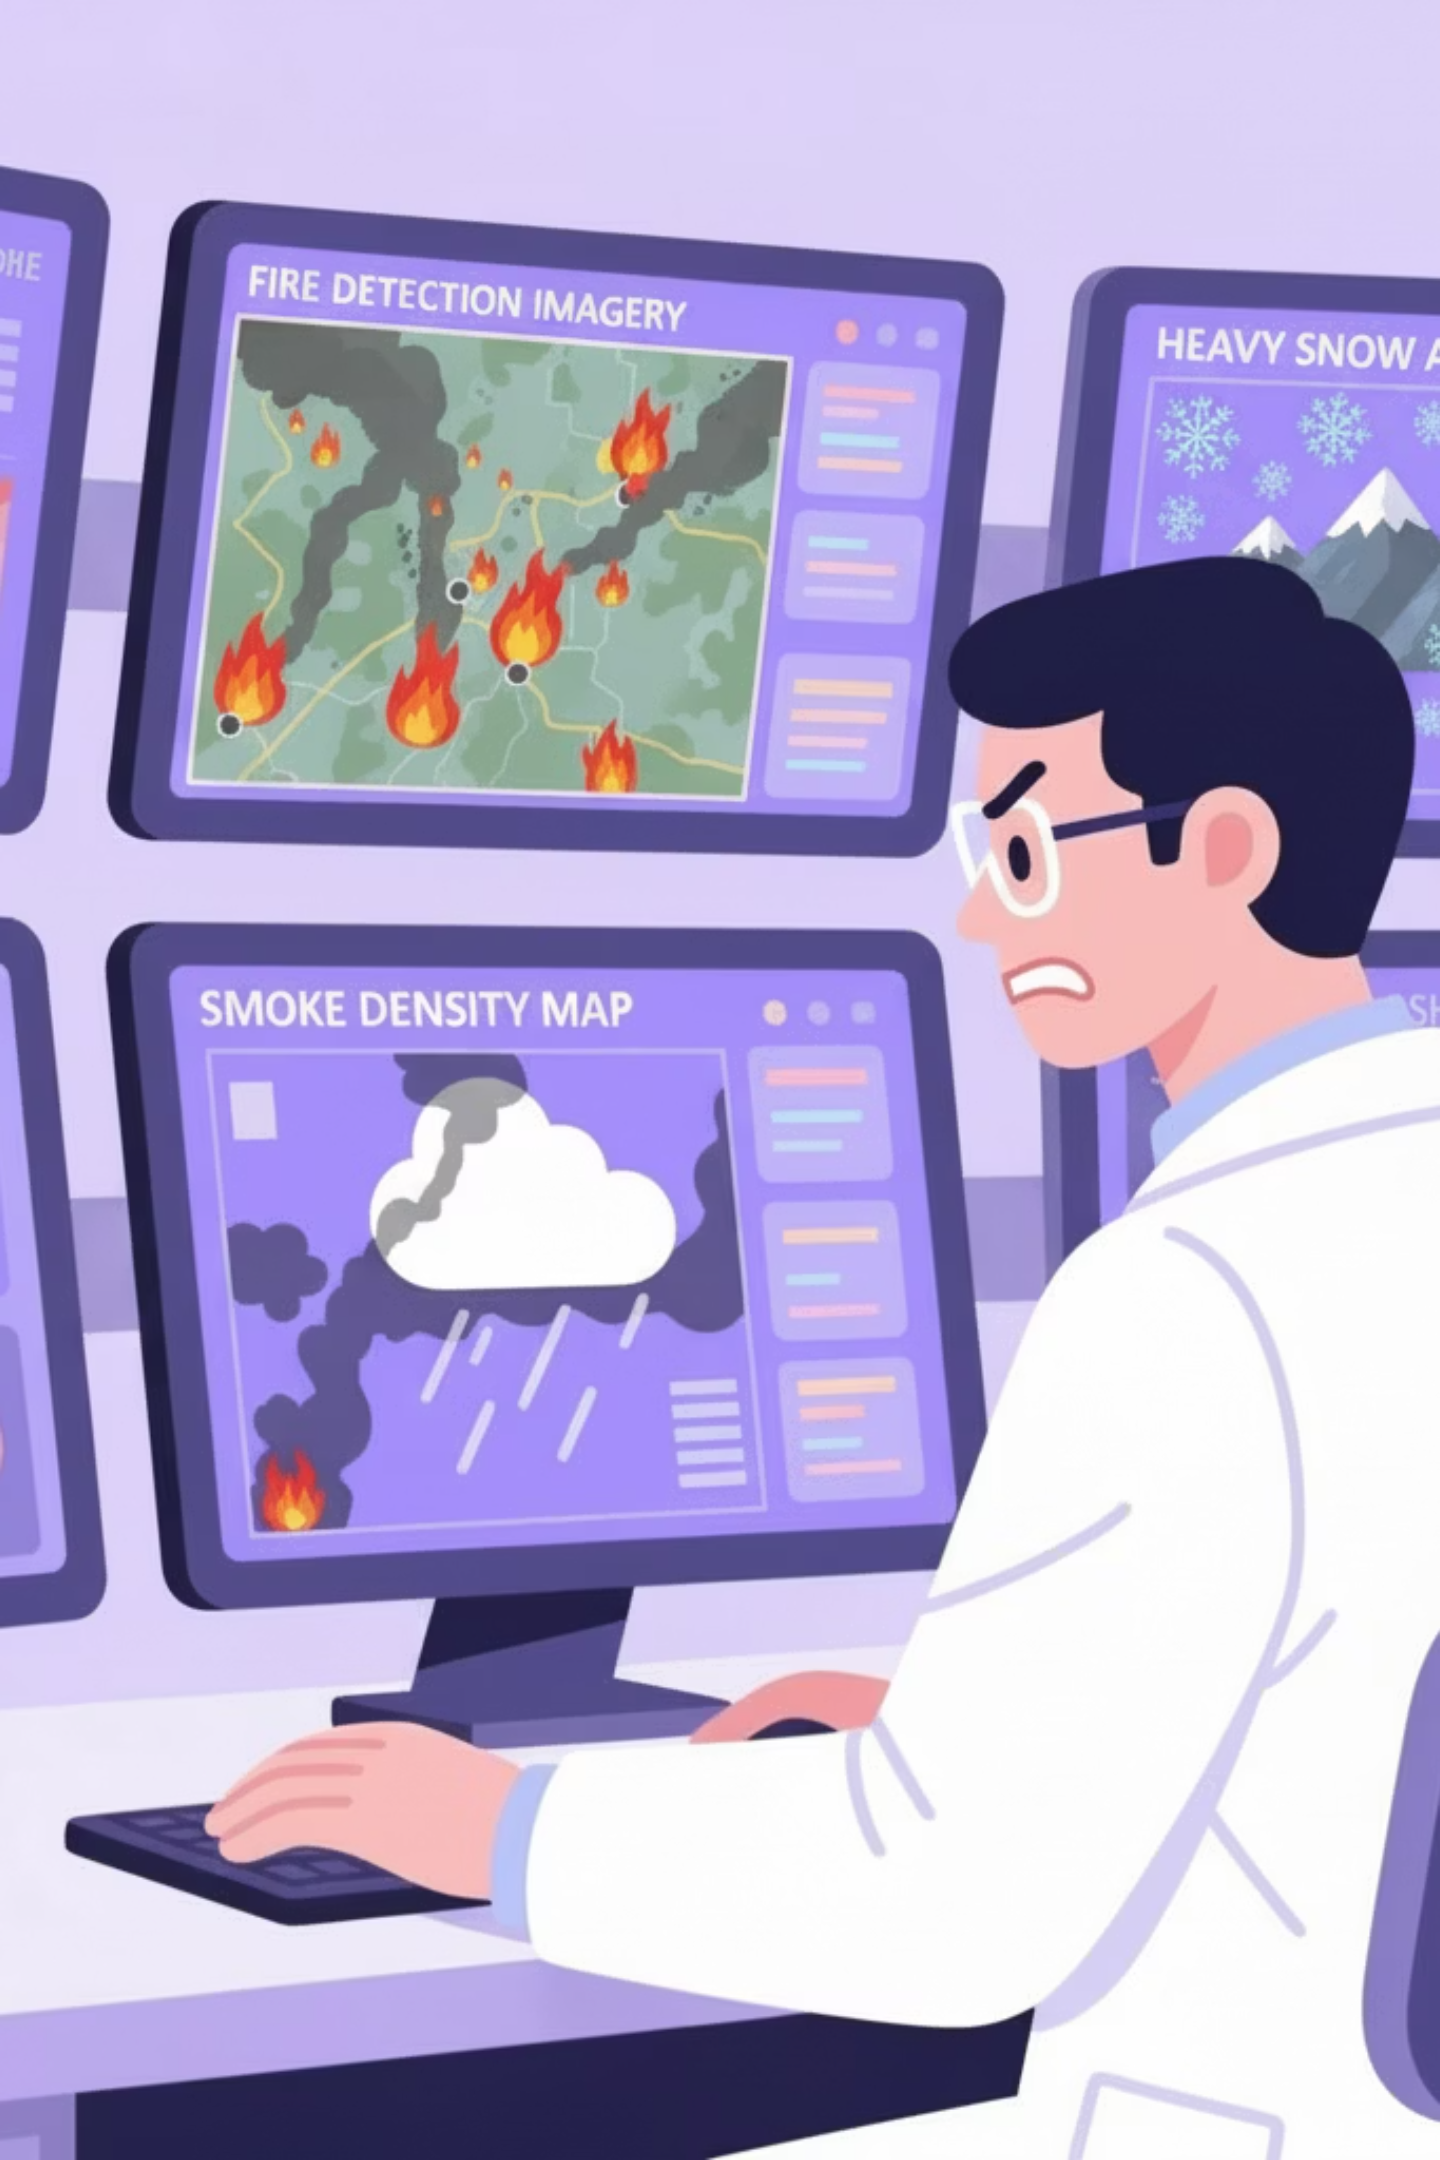 FIRE DETECTION IMAGERY
HEAVY SNOW
SMOKE DENSITY MAP